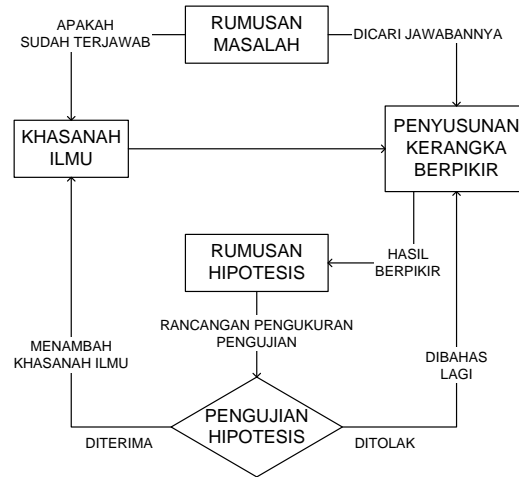 APAKAH
SUDAH TERJAWAB
RUMUSAN
MASALAH
DICARI JAWABANNYA
KHASANAH
ILMU
PENYUSUNAN
KERANGKA
BERPIKIR
RUMUSAN
HIPOTESIS
HASIL
BERPIKIR
RANCANGAN PENGUKURAN
PENGUJIAN
MENAMBAH
KHASANAH ILMU
DIBAHAS
LAGI
PENGUJIAN
HIPOTESIS
DITERIMA
DITOLAK